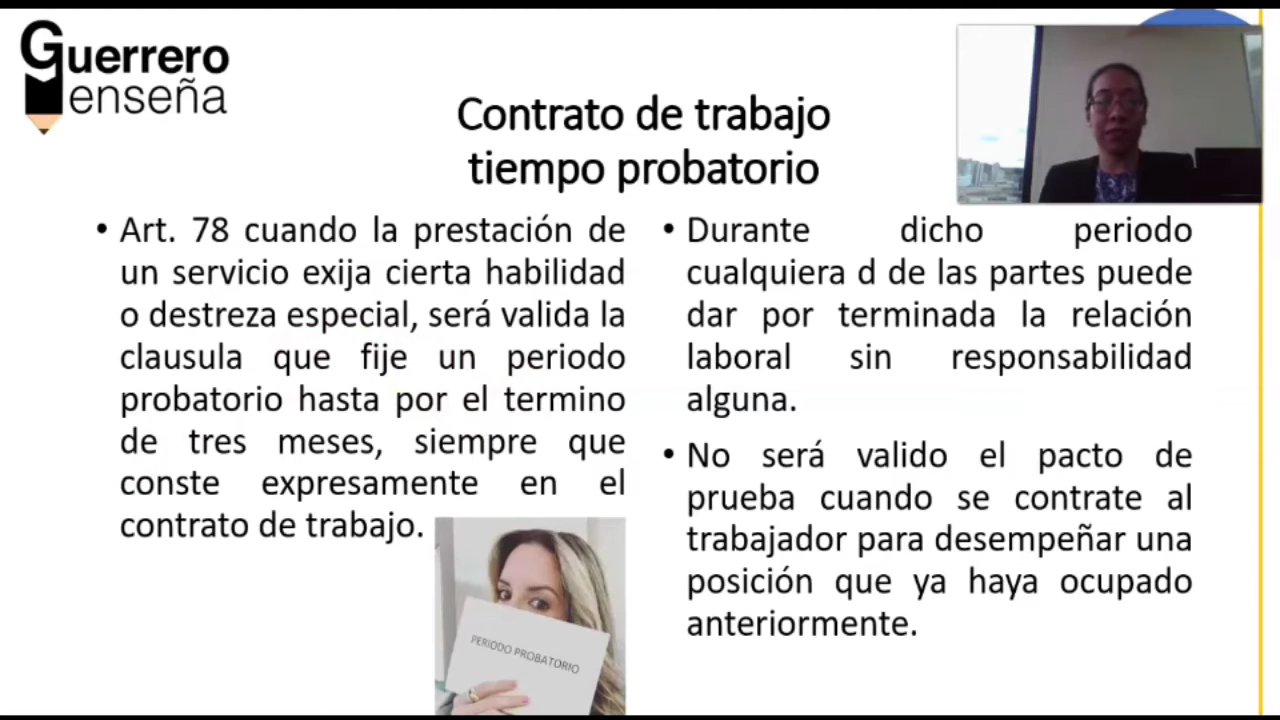 Guerrero
enseña
Contrato de trabajo
tiempo probatorio
• Art. 78 cuando la prestación de
un servicio exija cierta habilidad
o destreza especial, será valida la
clausula que fije un periodo
probatorio hasta por el termino
de tres meses, siempre que
conste expresamente en el
contrato de trabajo.
PERIODO PROBATORIO
• Durante dicho periodo
cualquiera d de las partes puede
dar por terminada la relación
laboral sin responsabilidad
alguna.
• No será valido el pacto de
prueba cuando se contrate al
trabajador para desempeñar una
posición que ya haya ocupado
anteriormente.